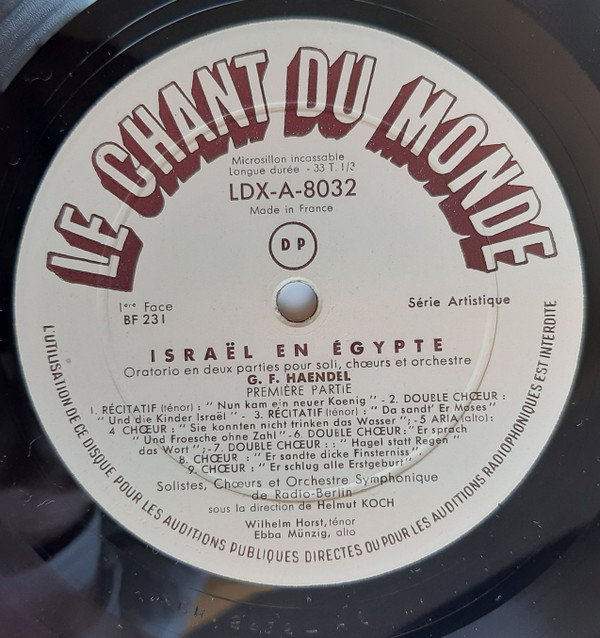 LE CHANT DU MONDE
Microsillon incassable
Longue durée - 33 T. 1/3
LDX-A-8032
Made in France
DP
1ère Face
BF 231
Série Artistique
ISRAËL EN ÉGYPTE
Oratorio en deux parties pour soli, chœurs et orchestre
G. F. HAENDEL
PREMIÈRE PARTIE
1. RÉCITATIF (ténor) : " Nun kam ein neuer Koenig " - 2. DOUBLE CHŒUR :
" Und die Kinder Israël " - 3. RÉCITATIF (ténor) : " Da sandt' Er Moses "
4 CHŒUR : " Sie konnten nicht trinken das Wasser "; - 5 ARIA (alto) :
" Und Froesche ohne Zahl " - 6. DOUBLE CHŒUR : " Er sprach
das Wort "; - 7. DOUBLE CHŒUR : : " Hagel statt Regen "
8. CHŒUR : " Er sandte dicke Finsterniss "
9. CHŒUR : " Er schlug alle Erstgeburt "
Solistes, Chœurs et Orchestre Symphonique
de Radio-Berlin
sous la direction de Helmut KOCH
Wilhelm Horst, ténor
Ebba Münzig, alto
L'UTILISATION DE CE DISQUE POUR LES AUDITIONS PUBLIQUES DIRECTES OU POUR LES AUDITIONS RADIOPHONIQUES EST INTERDITE